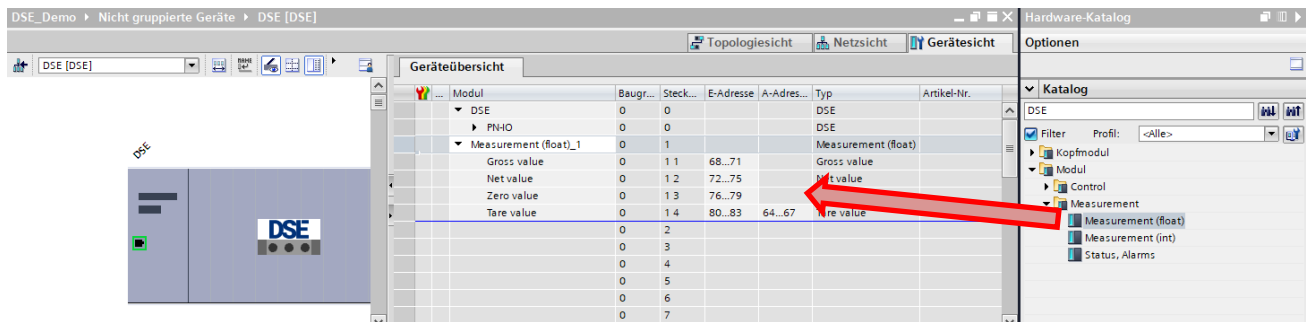 DSE_Demo ▸ Nicht gruppierte Geräte ▸ DSE [DSE]
Topologiesicht Netzsicht Gerätesicht
DSE [DSE]
DSE
DSE
Geräteübersicht
... Modul Baugr... Steck... E-Adresse A-Adres... Typ Artikel-Nr.
DSE 0 0 DSE
PN-IO 0 0 DSE
Measurement (float)_1 0 1 Measurement (float)
Gross value 0 1 1 68...71 Gross value
Net value 0 1 2 72...75 Net value
Zero value 0 1 3 76...79
Tare value 0 1 4 80...83 64...67 Tare value
0 2
0 3
0 4
0 5
0 6
0 7
Hardware-Katalog
Optionen
Katalog
DSE
Filter Profil: <Alle>
Kopfmodul
Modul
Control
Measurement
Measurement (float)
Measurement (int)
Status, Alarms